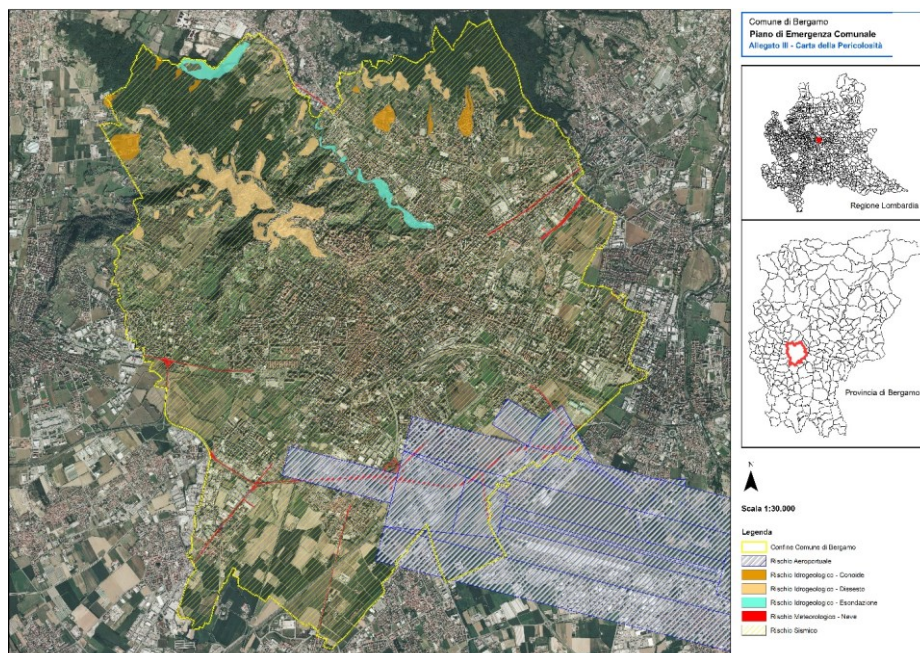 Comune di Bergamo
Piano di Emergenza Comunale
Allegato III - Carta della Pericolosità
Regione Lombardia
Provincia di Bergamo
N
Scala 1:30.000
Legenda
Confine Comune di Bergamo
Rischio Aeroportuale
Rischio Idrogeologico - Conoide
Rischio Idrogeologico - Dissesto
Rischio Idrogeologico - Esondazione
Rischio Meteorologico - Neve
Rischio Sismico